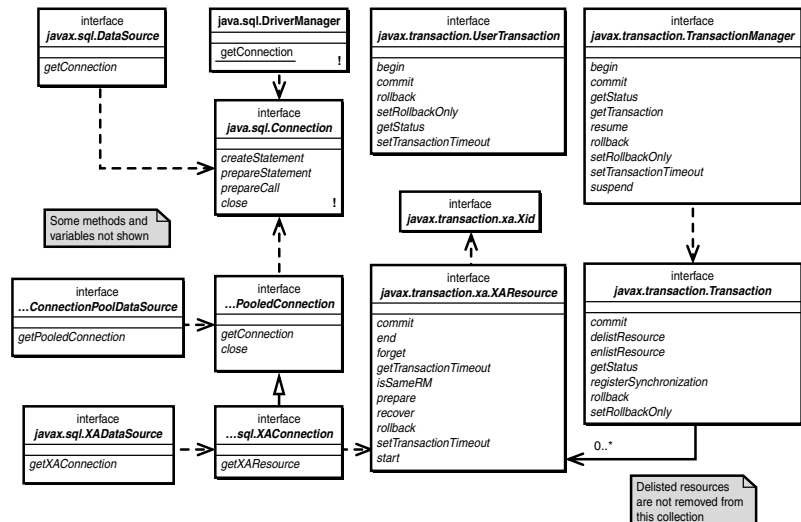 interface
javax.sql.DataSource
getConnection
java.sql.DriverManager
getConnection
!
interface
javax.transaction.UserTransaction
begin
commit
rollback
setRollbackOnly
getStatus
setTransactionTimeout
interface
javax.transaction.TransactionManager
begin
commit
getStatus
getTransaction
resume
rollback
setRollbackOnly
setTransactionTimeout
suspend
interface
java.sql.Connection
createStatement
prepareStatement
prepareCall
close
!
Some methods and
variables not shown
interface
javax.transaction.xa.Xid
interface
...ConnectionPoolDataSource
getPooledConnection
interface
...PooledConnection
getConnection
close
interface
javax.transaction.xa.XAResource
commit
end
forget
getTransactionTimeout
isSameRM
prepare
recover
rollback
setTransactionTimeout
start
interface
javax.transaction.Transaction
commit
delistResource
enlistResource
getStatus
registerSynchronization
rollback
setRollbackOnly
interface
javax.sql.XADataSource
getXAConnection
interface
...sql.XAConnection
getXAResource
0..*
Delisted resources
are not removed from
this collection